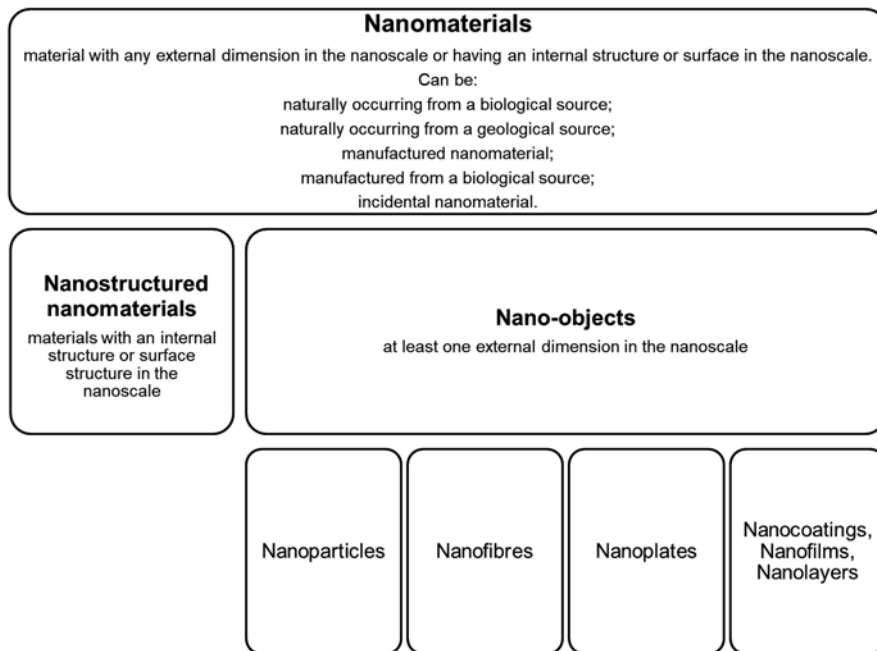 Nanomaterials
material with any external dimension in the nanoscale or having an internal structure or surface in the nanoscale.
Can be:
naturally occurring from a biological source;
naturally occurring from a geological source;
manufactured nanomaterial;
manufactured from a biological source;
incidental nanomaterial.
Nanostructured
nanomaterials
materials with an internal
structure or surface
structure in the
nanoscale
Nano-objects
at least one external dimension in the nanoscale
Nanoparticles
Nanofibres
Nanoplates
Nanocoatings,
Nanofilms,
Nanolayers